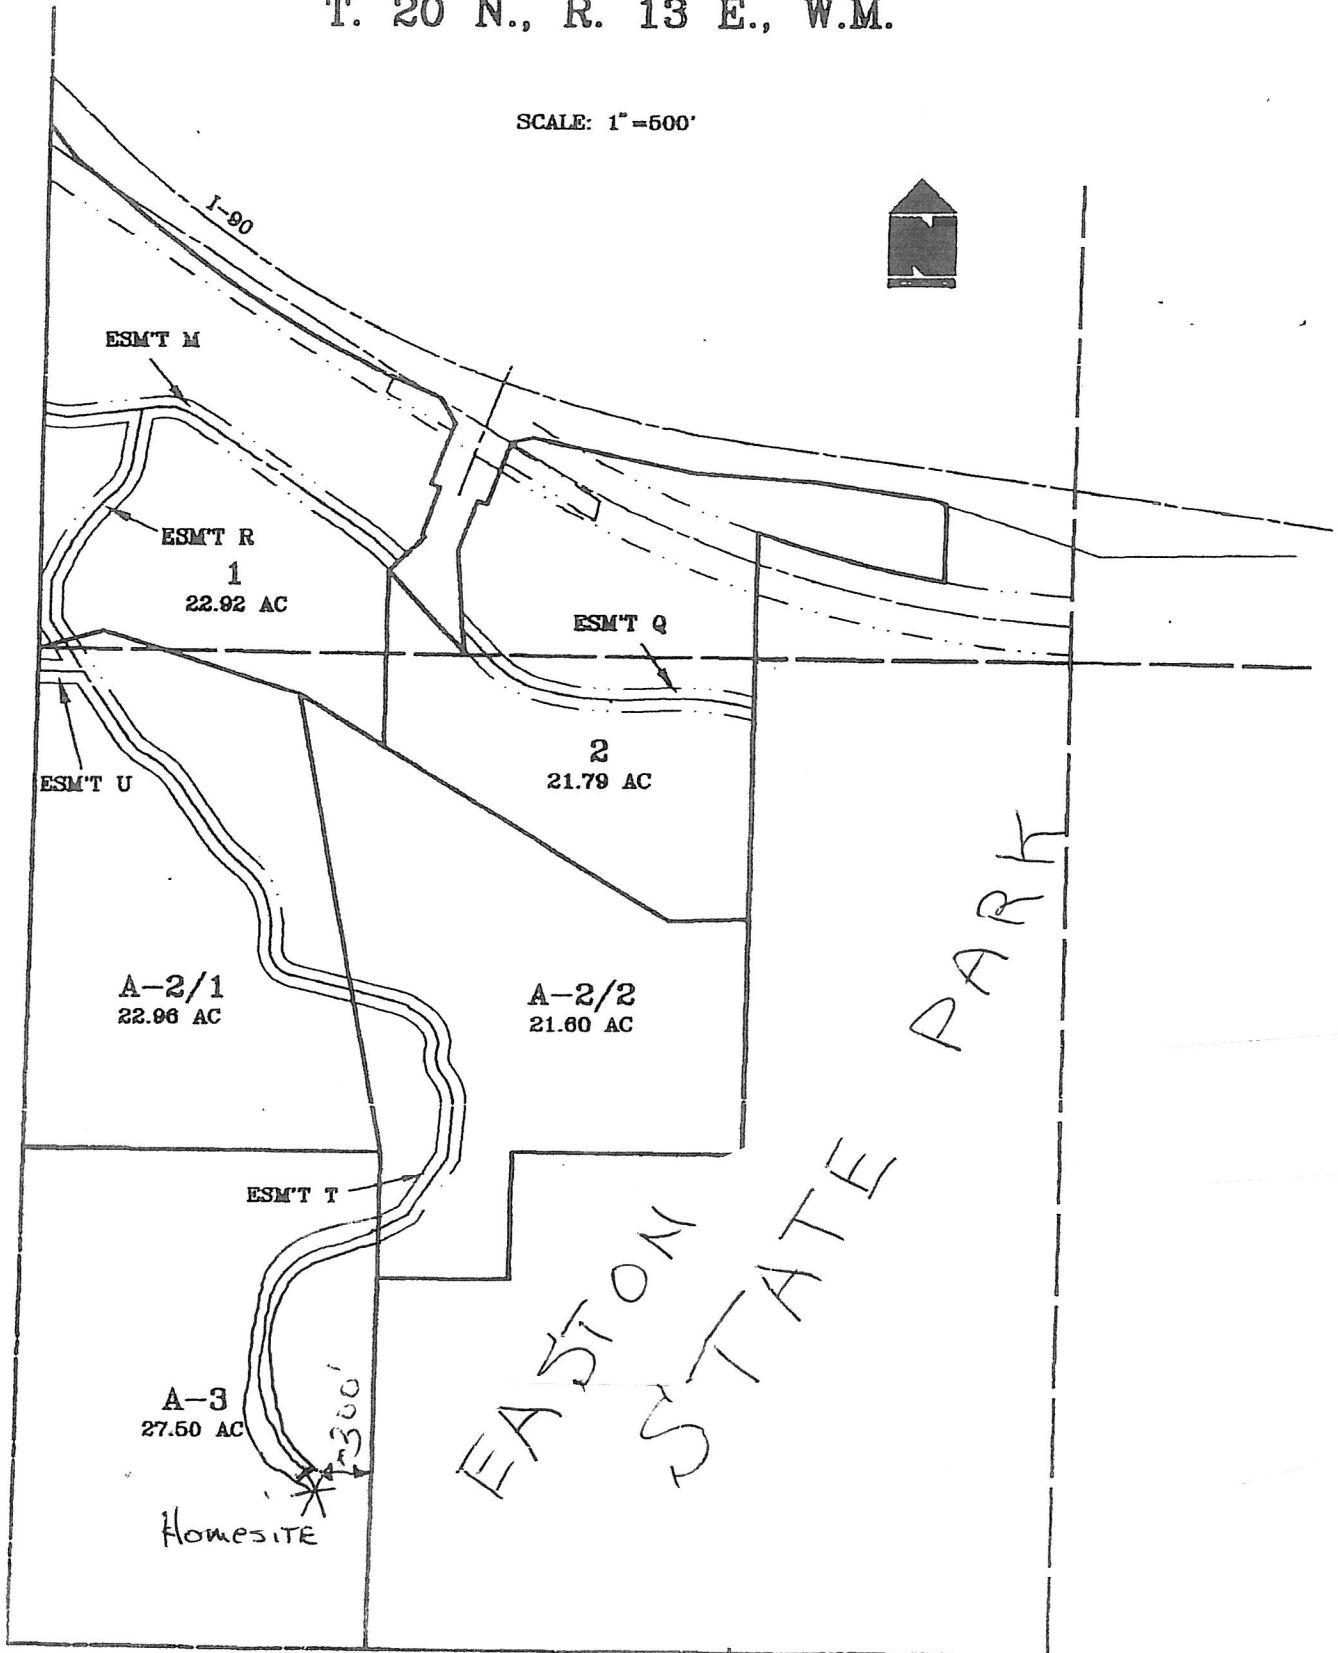 T. 20 N., R. 13 E., W.M.
SCALE: 1"=500'
I-90
N
ESM'T M
ESM'T R
1
22.92 AC
ESM'T Q
2
21.79 AC
ESM'T U
A-2/1
22.96 AC
A-2/2
21.60 AC
ESM'T T
A-3
27.50 AC
300'
HomesiTE
EASTON
STATE PARK